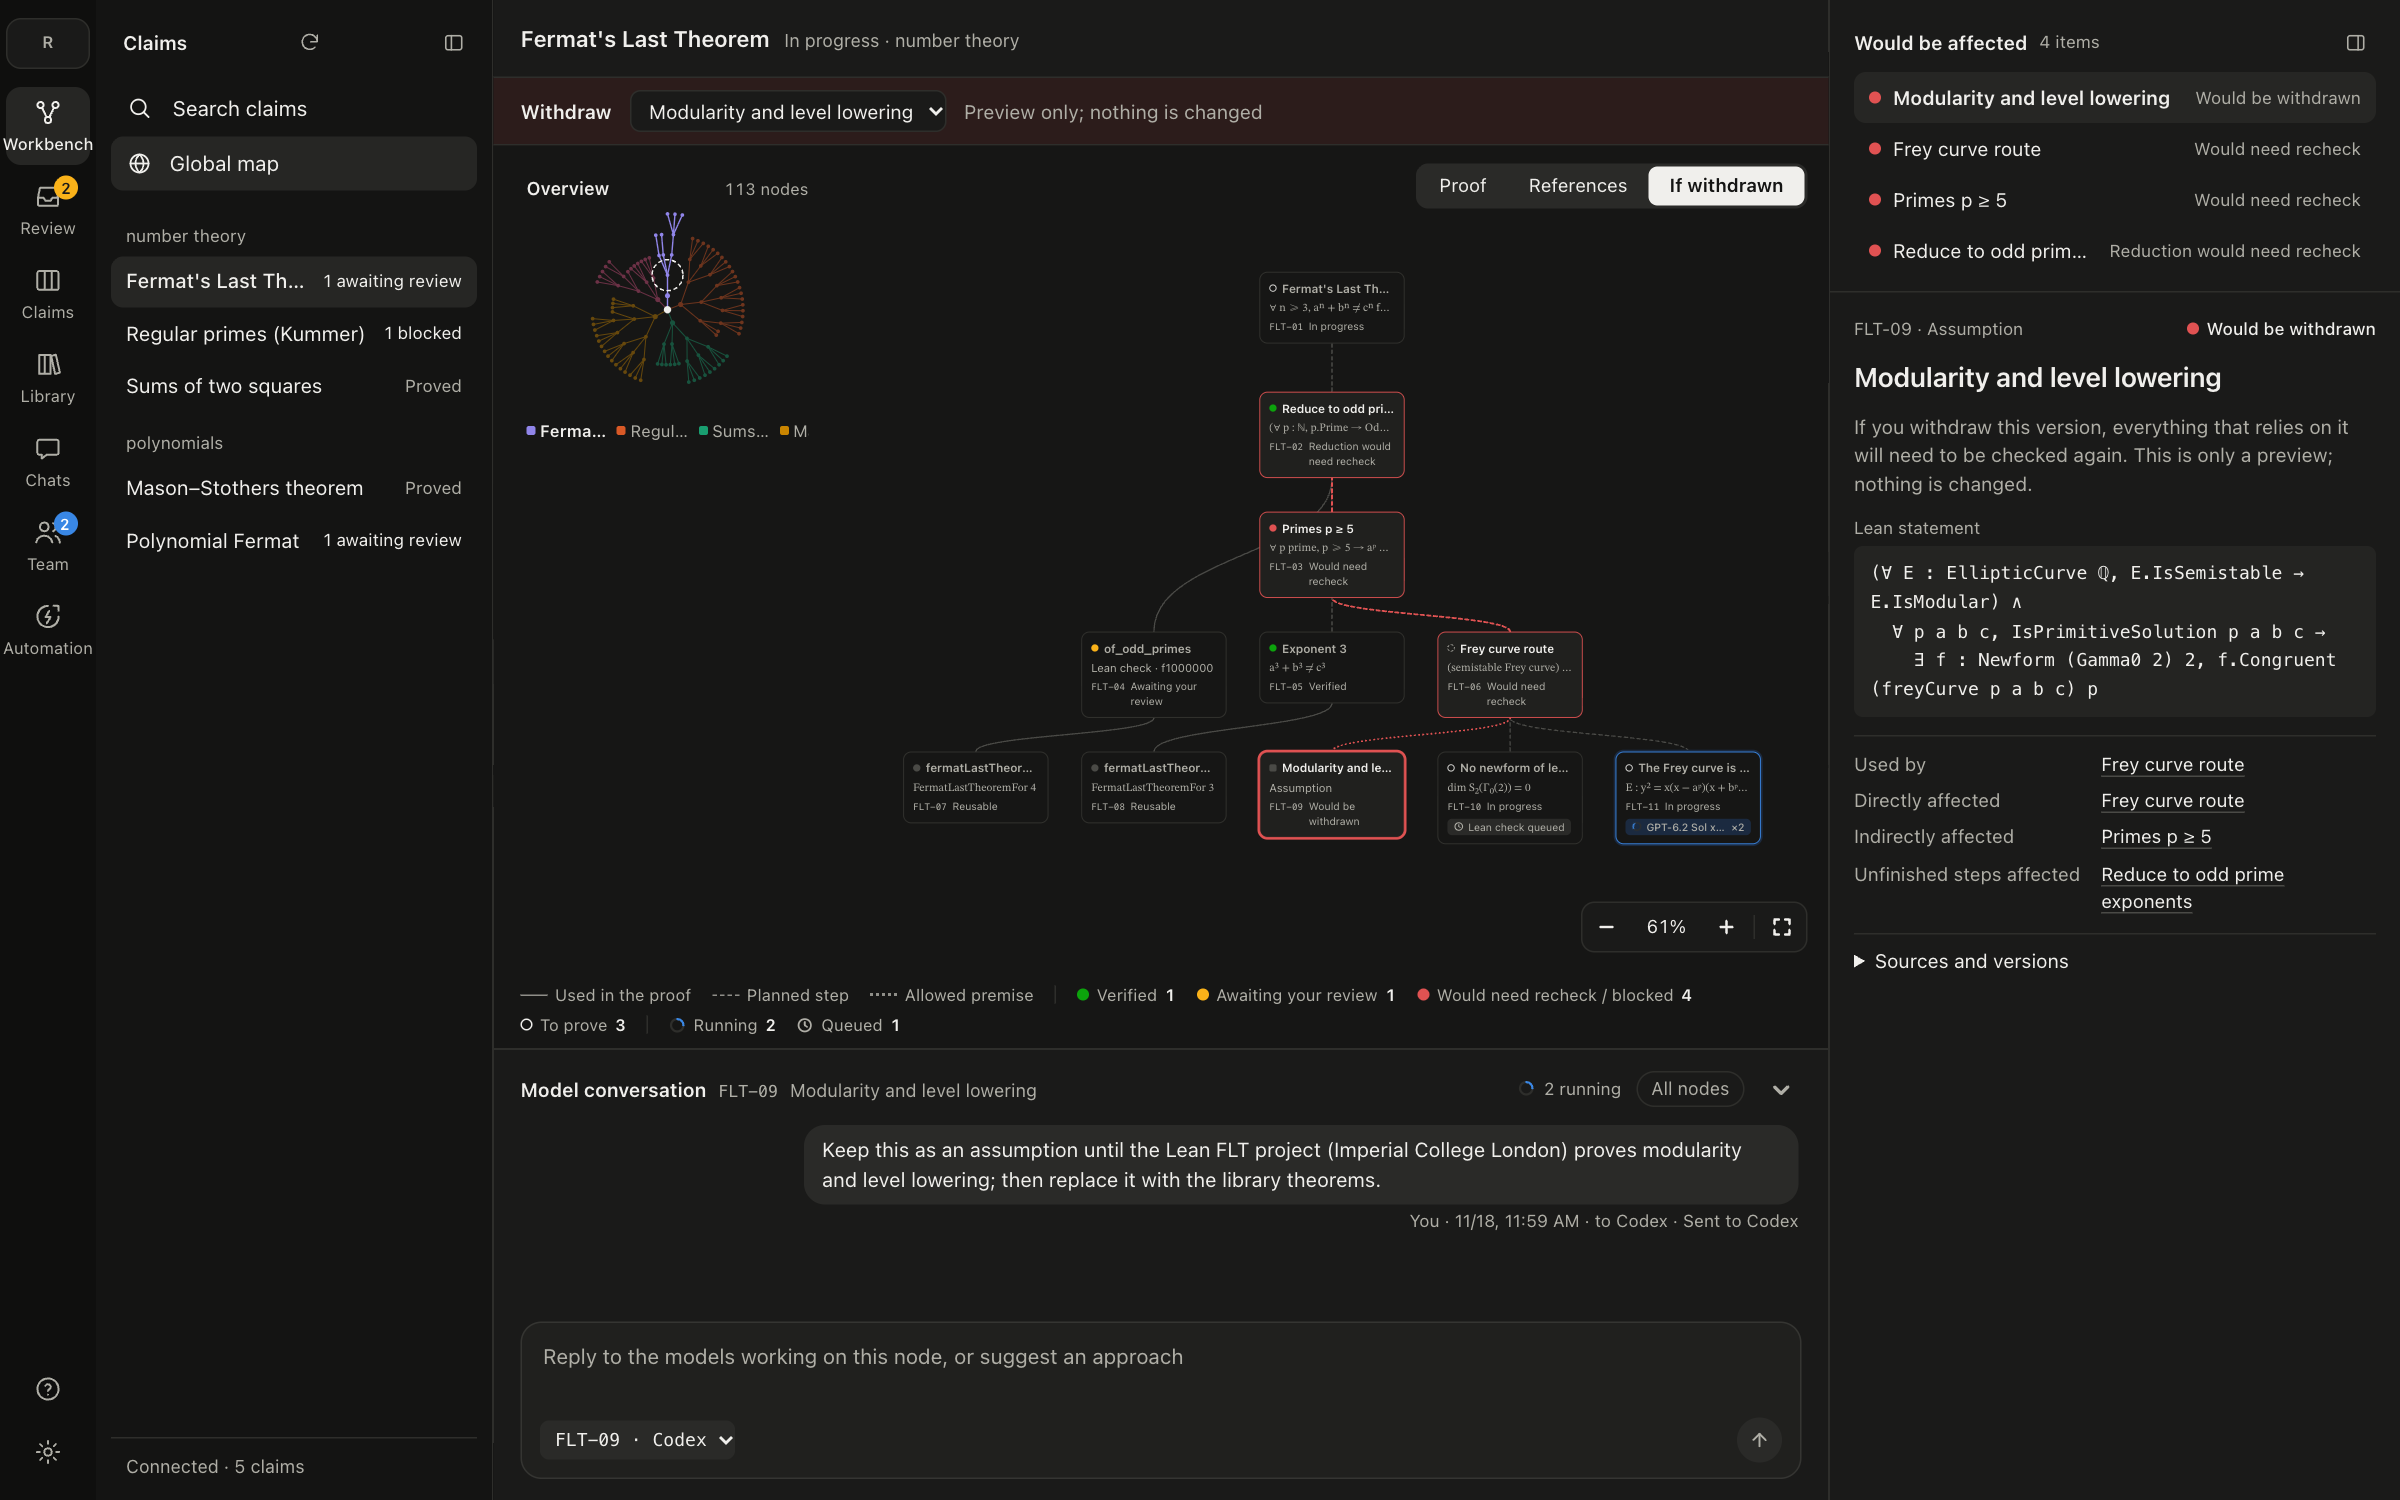 R
Workbench
2
Review
Claims
Library
Chats
2
Team
Automation
Claims
Search claims
Global map
number theory
Fermat's Last Th... 1 awaiting review
Regular primes (Kummer) 1 blocked
Sums of two squares Proved
polynomials
Mason–Stothers theorem Proved
Polynomial Fermat 1 awaiting review
Connected · 5 claims
Fermat's Last Theorem In progress · number theory
Withdraw Modularity and level lowering Preview only; nothing is changed
Overview 113 nodes
Proof References If withdrawn
Ferma... Regul... Sums... M
Fermat's Last Th...
∀ n ⩾ 3, aⁿ + bⁿ ≠ cⁿ f...
FLT-01 In progress
Reduce to odd pri...
(∀ p : ℕ, p.Prime → Od...
FLT-02 Reduction would
need recheck
Primes p ≥ 5
∀ p prime, p ⩾ 5 → aᵖ ...
FLT-03 Would need
recheck
of_odd_primes
Lean check · f1000000
FLT-04 Awaiting your
review
Exponent 3
a³ + b³ ≠ c³
FLT-05 Verified
Frey curve route
(semistable Frey curve) ...
FLT-06 Would need
recheck
fermatLastTheor...
FermatLastTheoremFor 4
FLT-07 Reusable
fermatLastTheor...
FermatLastTheoremFor 3
FLT-08 Reusable
Modularity and le...
Assumption
FLT-09 Would be
withdrawn
No newform of le...
dim S₂(Γ₀(2)) = 0
FLT-10 In progress
Lean check queued
The Frey curve is ...
E : y² = x(x − aᵖ)(x + bᵖ...
FLT-11 In progress
GPT-6.2 Sol x... ×2
61%
Used in the proof Planned step Allowed premise Verified 1 Awaiting your review 1 Would need recheck / blocked 4
To prove 3 Running 2 Queued 1
Model conversation FLT-09 Modularity and level lowering 2 running All nodes
Keep this as an assumption until the Lean FLT project (Imperial College London) proves modularity
and level lowering; then replace it with the library theorems.
You · 11/18, 11:59 AM · to Codex · Sent to Codex
Reply to the models working on this node, or suggest an approach
FLT-09 · Codex
Would be affected 4 items
Modularity and level lowering Would be withdrawn
Frey curve route Would need recheck
Primes p ≥ 5 Would need recheck
Reduce to odd prim... Reduction would need recheck
FLT-09 · Assumption Would be withdrawn
Modularity and level lowering
If you withdraw this version, everything that relies on it
will need to be checked again. This is only a preview;
nothing is changed.
Lean statement
(∀ E : EllipticCurve ℚ, E.IsSemistable →
E.IsModular) ∧
∀ p a b c, IsPrimitiveSolution p a b c →
∃ f : Newform (Gamma0 2) 2, f.Congruent
(freyCurve p a b c) p
Used by Frey curve route
Directly affected Frey curve route
Indirectly affected Primes p ≥ 5
Unfinished steps affected Reduce to odd prime
exponents
Sources and versions